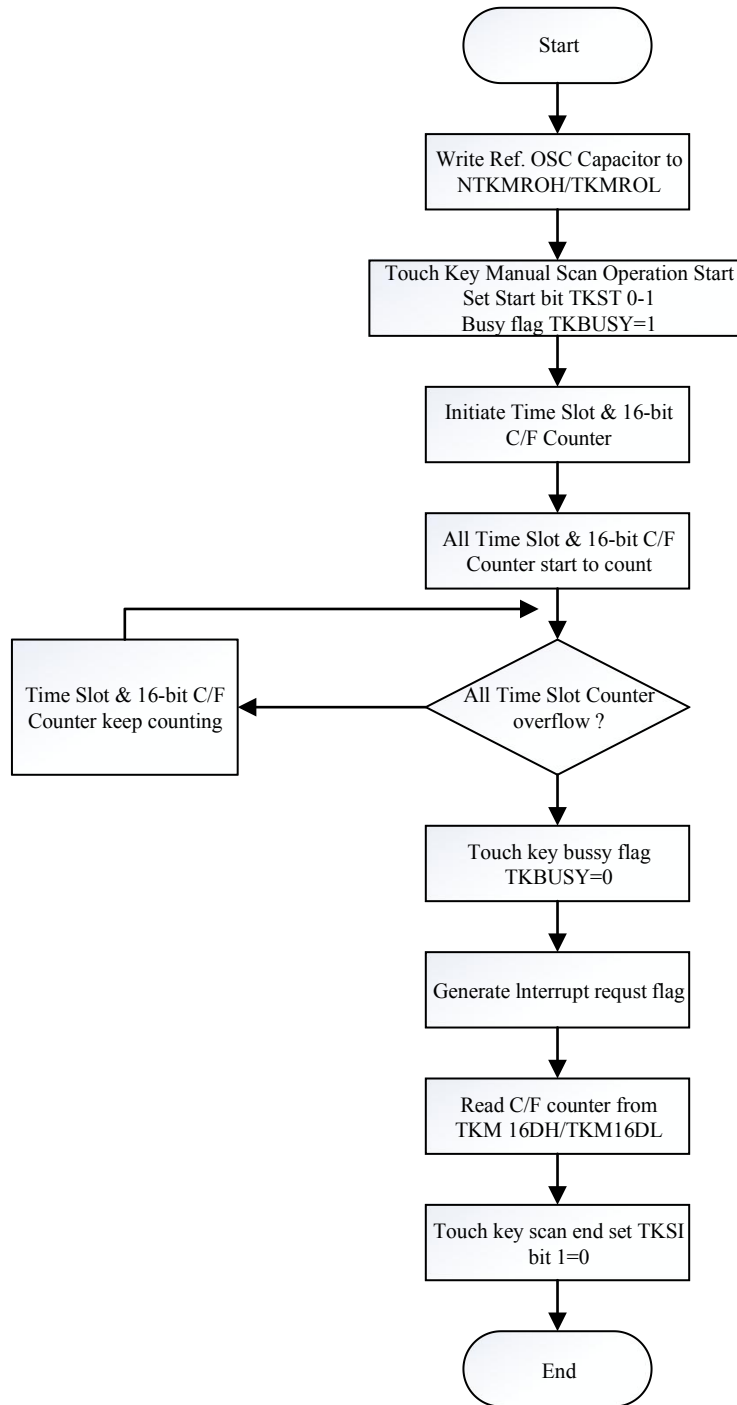 Start
Write Ref. OSC Capacitor to
NTKMROH/TKMROL
Touch Key Manual Scan Operation Start
Set Start bit TKST 0-1
Busy flag TKBUSY=1
Initiate Time Slot & 16-bit
C/F Counter
All Time Slot & 16-bit C/F
Counter start to count
Time Slot & 16-bit C/F
Counter keep counting
All Time Slot Counter
overflow ?
Touch key bussy flag
TKBUSY=0
Generate lnterrupt requst flag
Read C/F counter from
TKM 16DH/TKM16DL
Touch key scan end set TKSI
bit 1=0
End